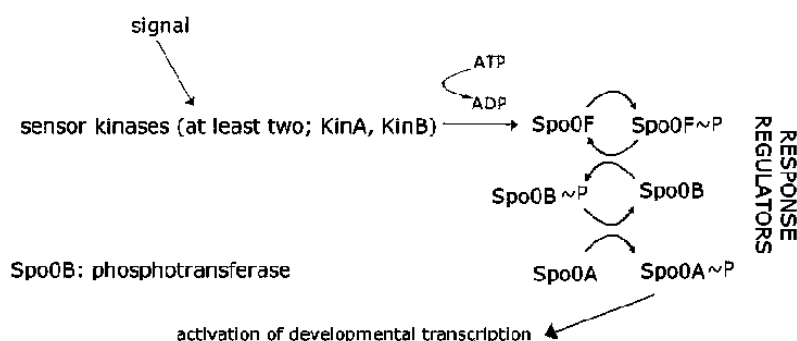 signal
ATP
ADP
sensor kinases (at least two; KinA, KinB)
Spo0F
Spo0F~P
Spo0B~P
Spo0B
Spo0B: phosphotransferase
Spo0A
Spo0A~P
activation of developmental transcription
RESPONSE
REGULATORS